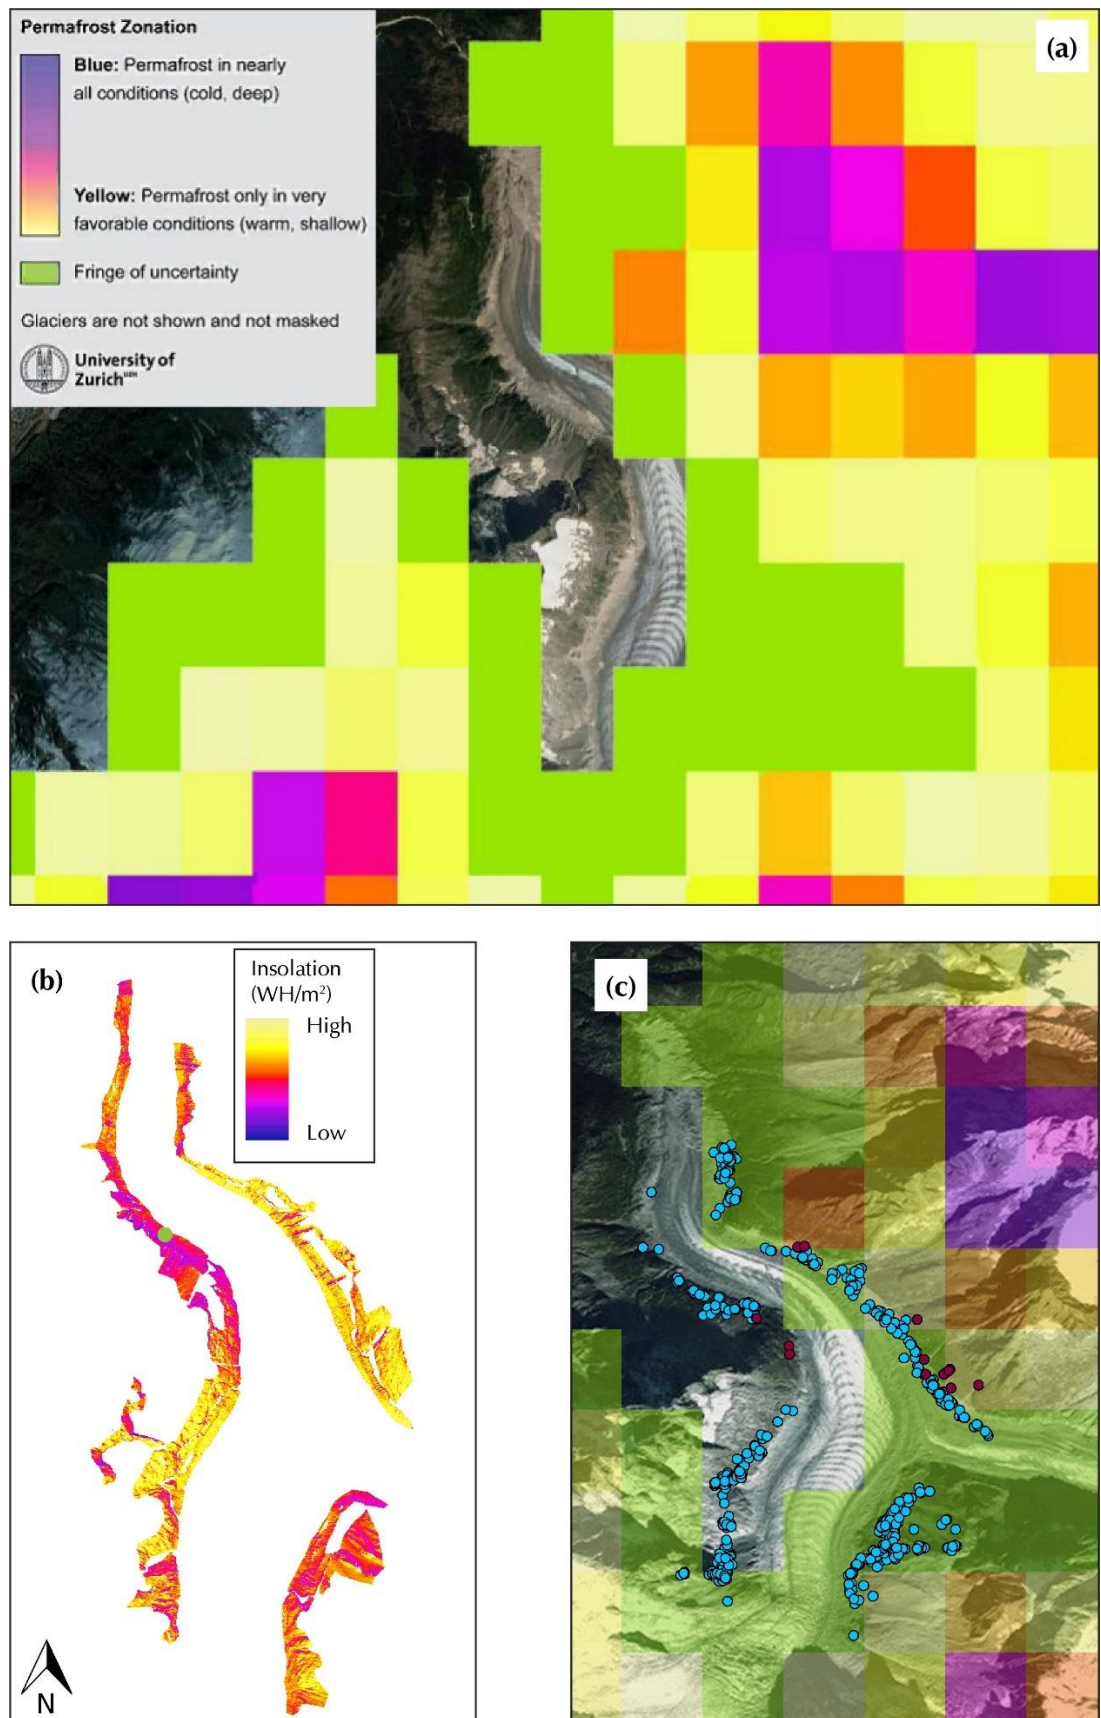 Permafrost Zonation
Blue: Permafrost in nearly
all conditions (cold, deep)
Yellow: Permafrost only in very
favorable conditions (warm, shallow)
Fringe of uncertainty
Glaciers are not shown and not masked
University of
Zurich UZH
(a)
(b)
Insolation
(WH/m²)
High
Low
N
(c)